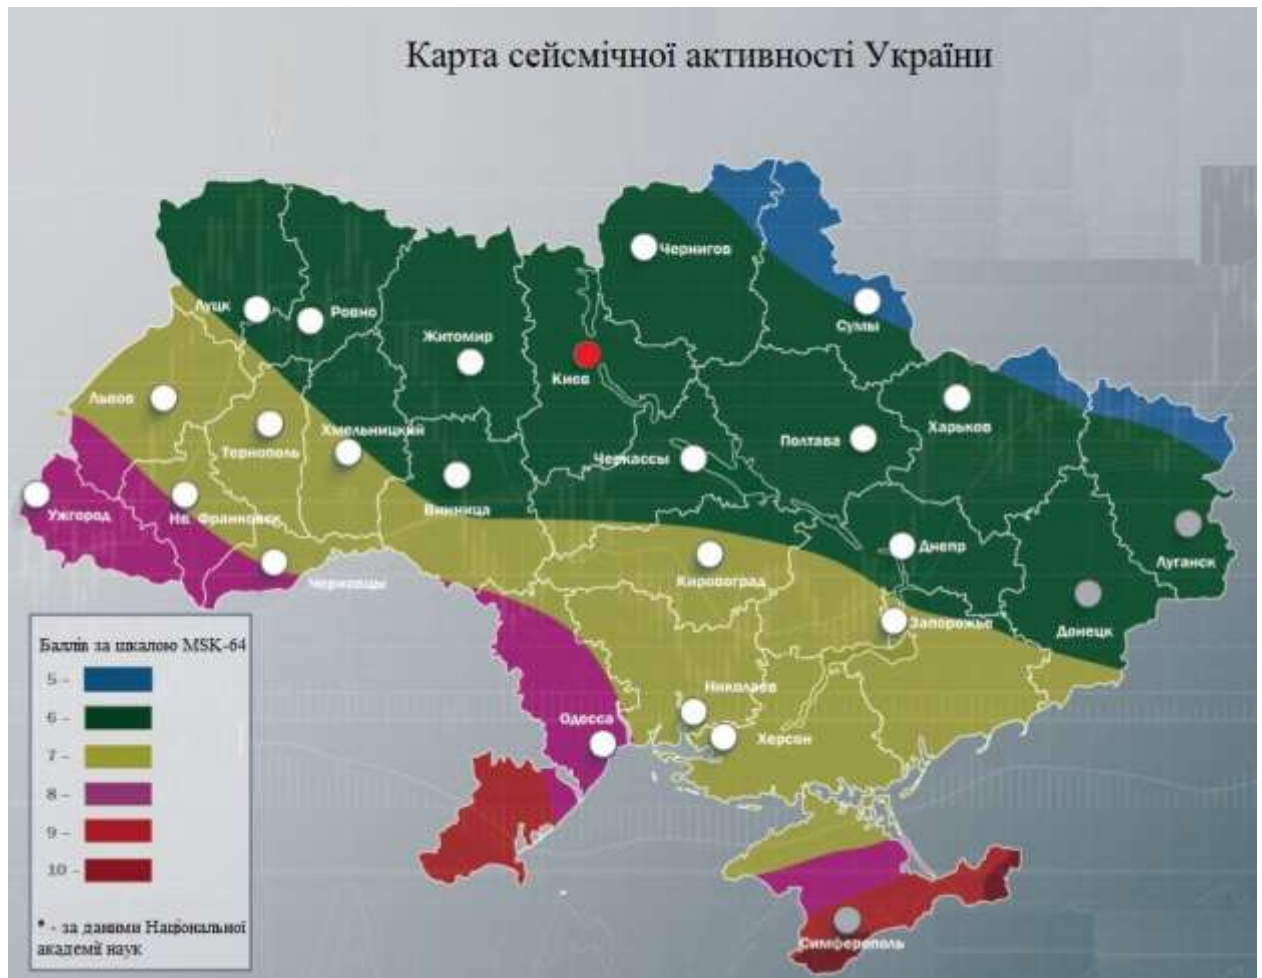 Карта сейсмічної активності України
Чернигов
Луцк
Ровно
Сумы
Житомир
Киев
Львов
Хмельницкий
Харьков
Тернополь
Полтава
Черкассы
Винница
Ужгород
Ив. Франковск
Днепр
Луганск
Кировоград
Черновцы
Запорожье
Донецк
Николаев
Одесса
Херсон
Симферополь
Баллів за шкалою MSK-64
5 –
6 –
7 –
8 –
9 –
10 –
* - за даними Національної
академії наук